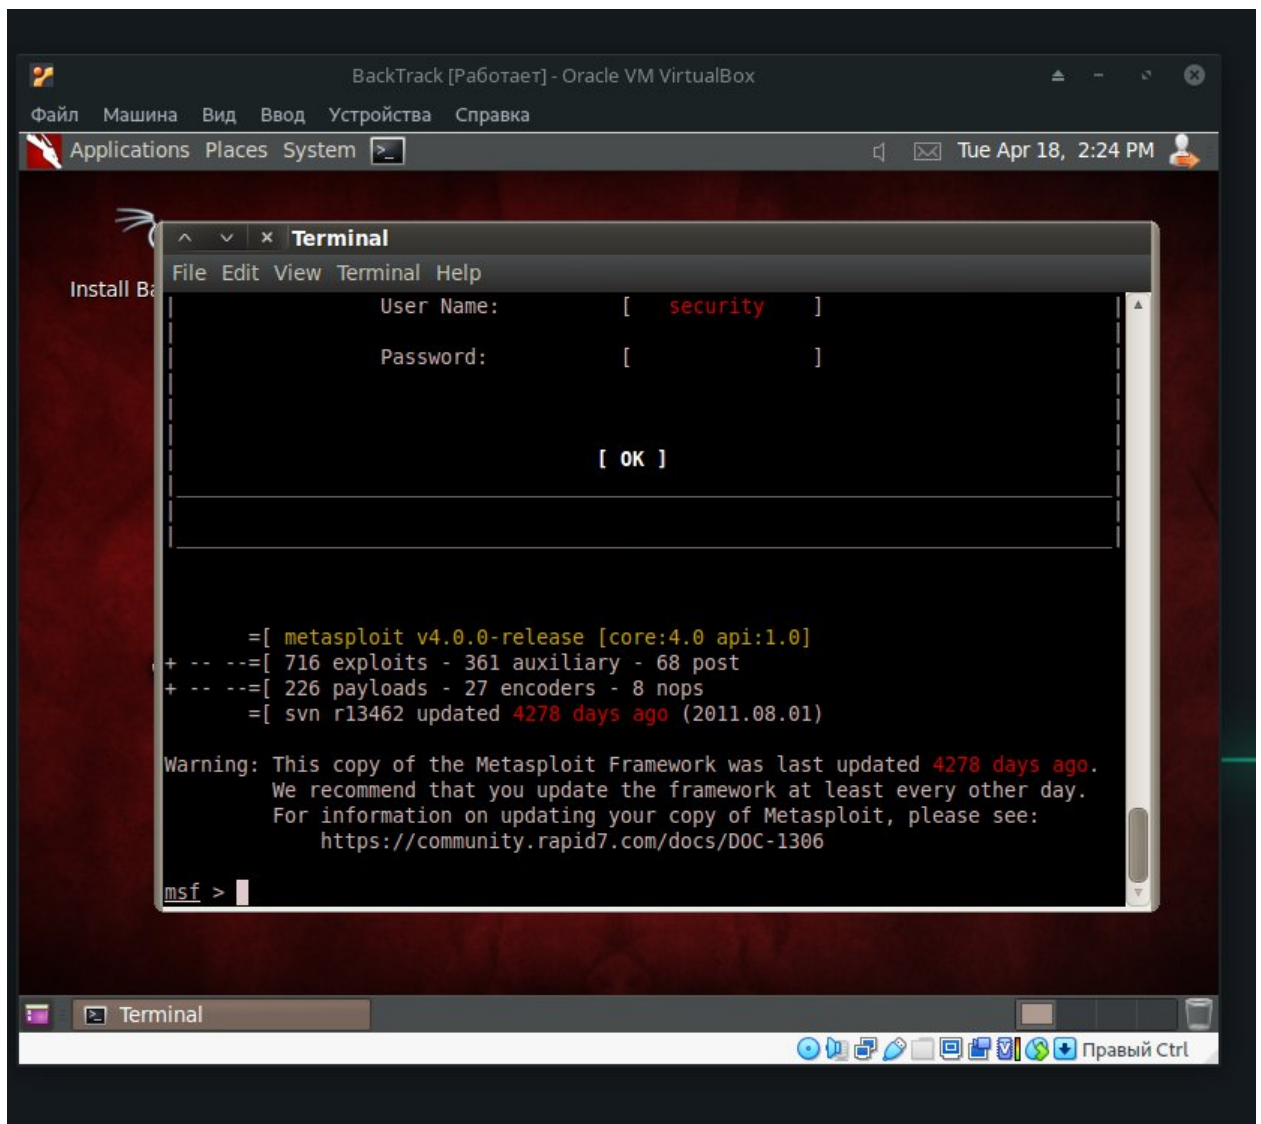 BackTrack [Работает] - Oracle VM VirtualBox
Файл Машина Вид Ввод Устройства Справка
Applications Places System Tue Apr 18, 2:24 PM
Terminal
File Edit View Terminal Help
Install Ba
User Name: [ security ]
Password: [ ]
[ OK ]
=[ metasploit v4.0.0-release [core:4.0 api:1.0]
+ -- --=[ 716 exploits - 361 auxiliary - 68 post
+ -- --=[ 226 payloads - 27 encoders - 8 nops
=[ svn r13462 updated 4278 days ago (2011.08.01)
Warning: This copy of the Metasploit Framework was last updated 4278 days ago.
We recommend that you update the framework at least every other day.
For information on updating your copy of Metasploit, please see:
https://community.rapid7.com/docs/DOC-1306
msf >
Terminal
Правый Ctrl